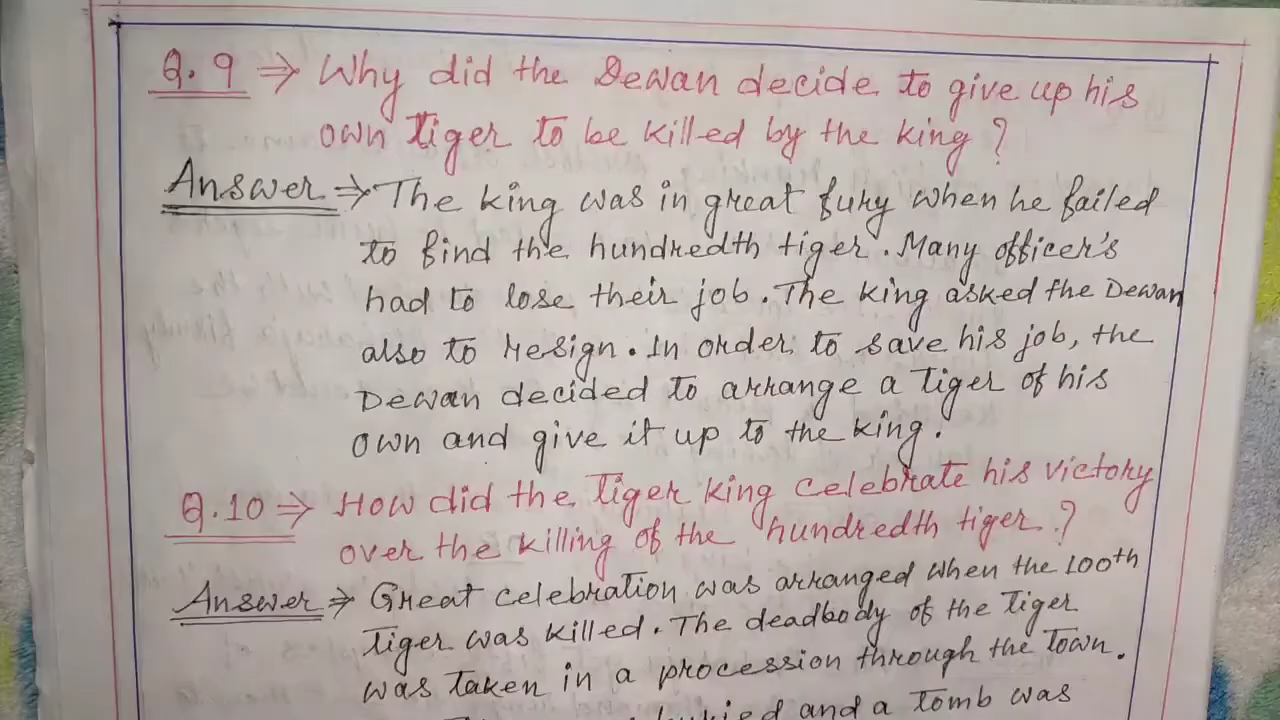 Q.9 ⇒ Why did the Dewan decide to give up his
own tiger to be killed by the king?
Answer ⇒ The king was in great fury when he failed
to find the hundredth tiger. Many officer's
had to lose their job. The king asked the Dewan
also to resign. In order to save his job, the
Dewan decided to arrange a tiger of his
own and give it up to the king.
Q.10 ⇒ How did the Tiger king celebrate his victory
over the killing of the hundredth tiger?
Answer ⇒ Great celebration was arranged when the 100th
tiger was killed. The deadbody of the tiger
was taken in a procession through the town.
and a tomb was